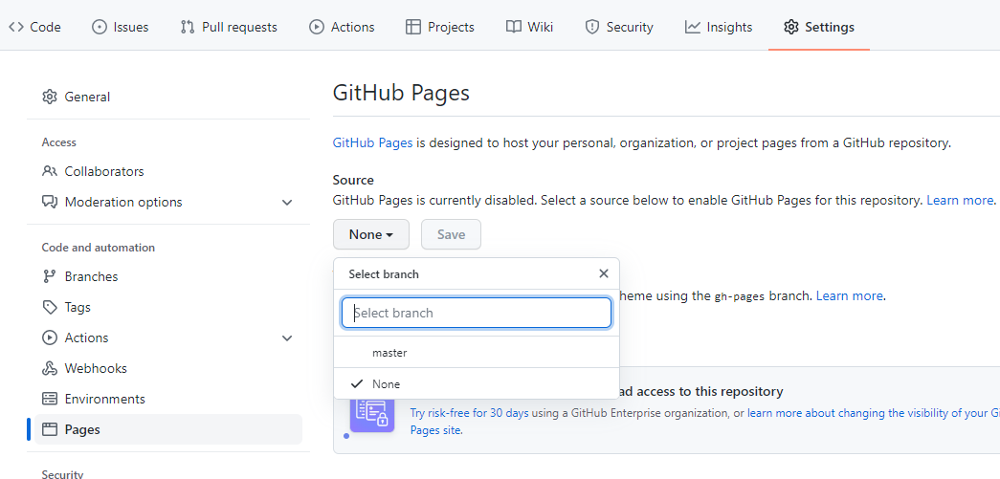 Code Issues Pull requests Actions Projects Wiki Security Insights Settings
General
Access
Collaborators
Moderation options
Code and automation
Branches
Tags
Actions
Webhooks
Environments
Pages
Security
GitHub Pages
GitHub Pages is designed to host your personal, organization, or project pages from a GitHub repository.
Source
GitHub Pages is currently disabled. Select a source below to enable GitHub Pages for this repository. Learn more.
None Save
Select branch
Select branch
master
None
heme using the gh-pages branch. Learn more.
ad access to this repository
Try risk-free for 30 days using a GitHub Enterprise organization, or learn more about changing the visibility of your
Pages site.